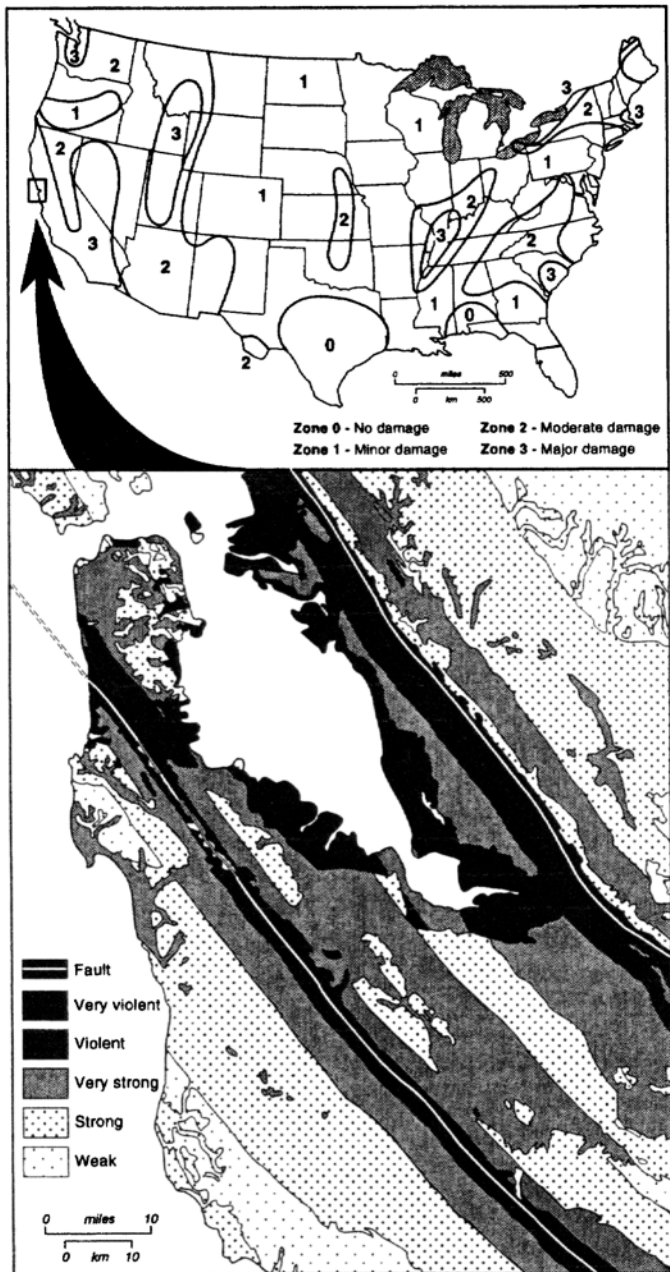 3
2
1
3
2
3
2
1
1
2
0
2
1
2
3
1
0
1
2
3
1
3
2
3
0 miles 500
0 km 500
Zone 0 - No damage
Zone 2 - Moderate damage
Zone 1 - Minor damage
Zone 3 - Major damage
Fault
Very violent
Violent
Very strong
Strong
Weak
0 miles 10
0 km 10